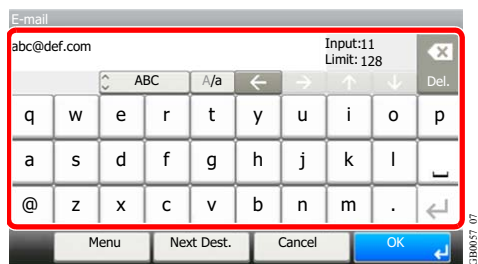 E-mail
abc@def.com
Input:11
Limit: 128
Del.
ABC
A/a
q w e r t y u i o p
a s d f g h j k l
@ z x c v b n m .
Menu Next Dest. Cancel OK
GB0057_07